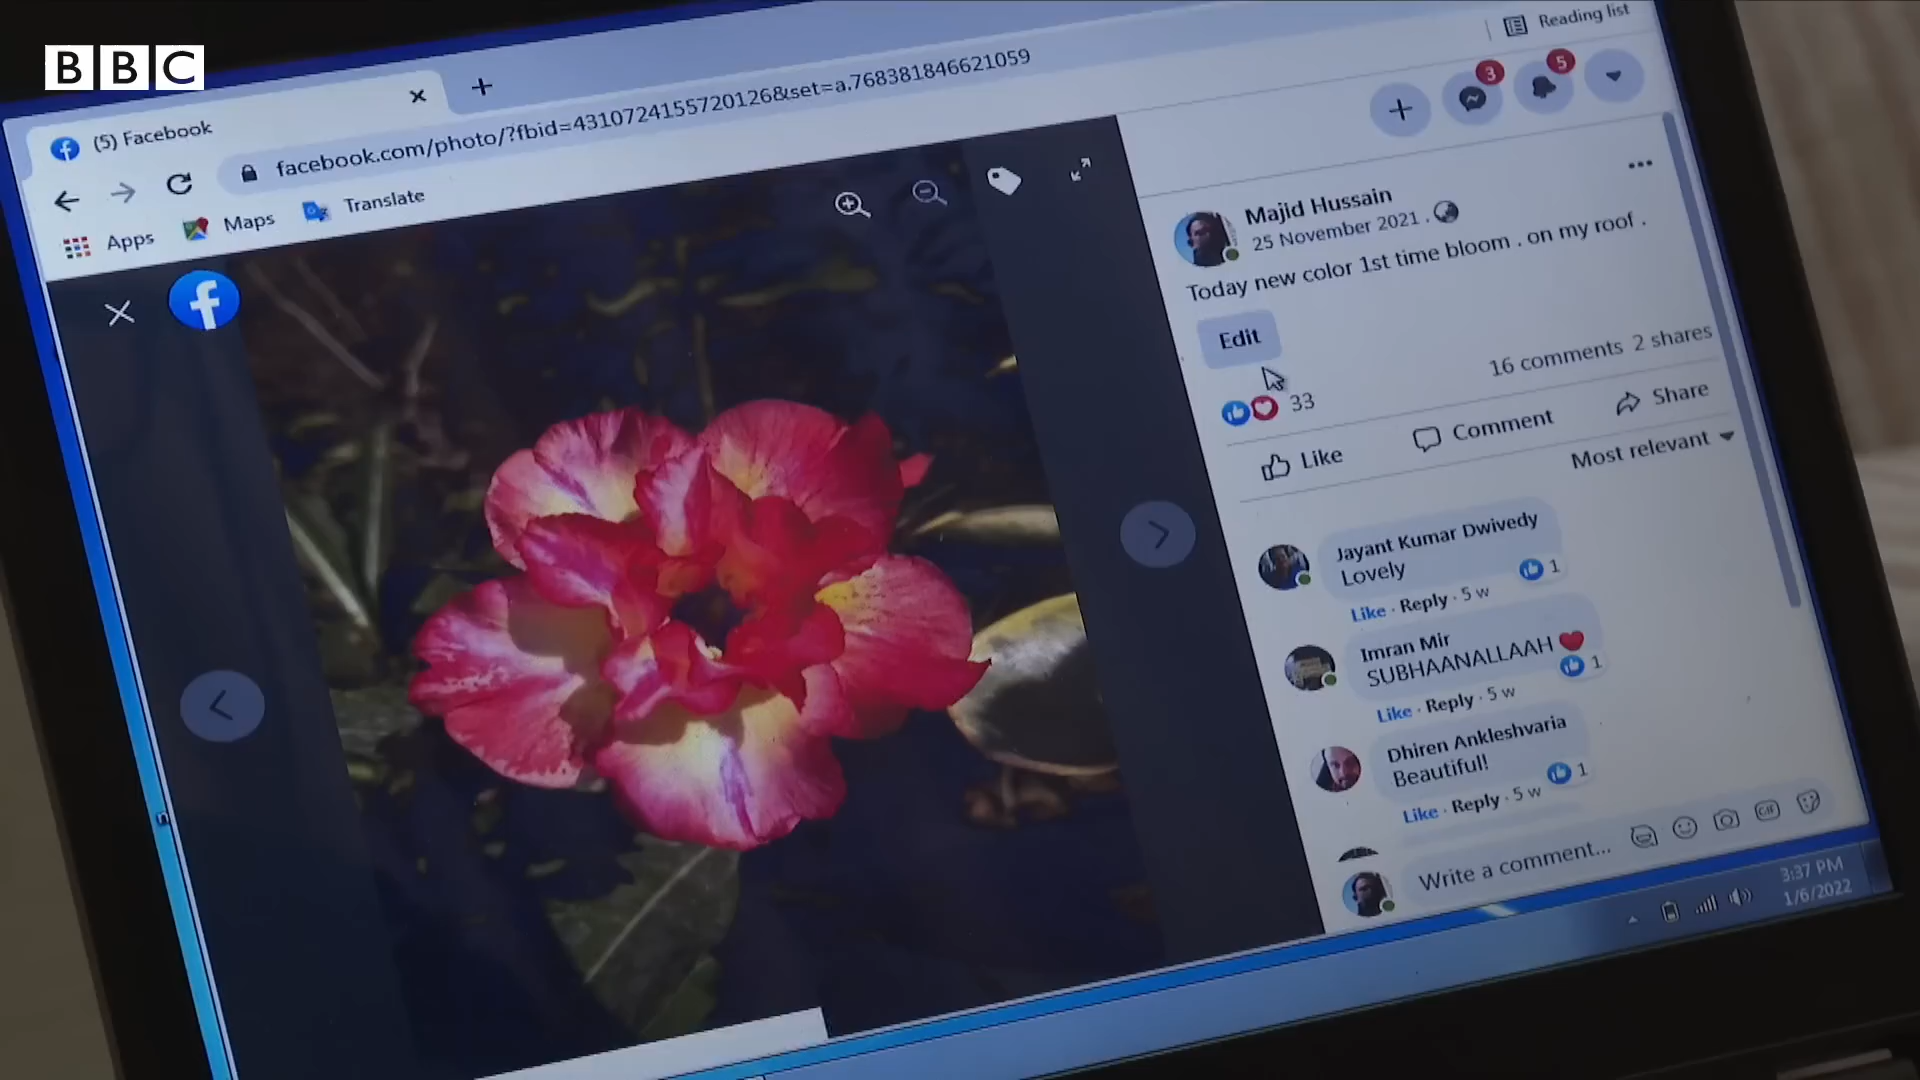 BBC
Reading list
(5) Facebook
facebook.com/photo/?fbid=4310724155720126&set=a.768381846621059
3
5
Apps
Maps
Translate
Majid Hussain
25 November 2021 .
Today new color 1st time bloom . on my roof .
Edit
33
16 comments 2 shares
Like
Comment
Share
Most relevant
Jayant Kumar Dwivedy
Lovely
1
Like · Reply · 5 w
Imran Mir
SUBHAANALLAAH ❤️
1
Like · Reply · 5 w
Dhiren Ankleshvaria
Beautiful!
1
Like · Reply · 5 w
Write a comment...
GIF
3:37 PM
1/6/2022